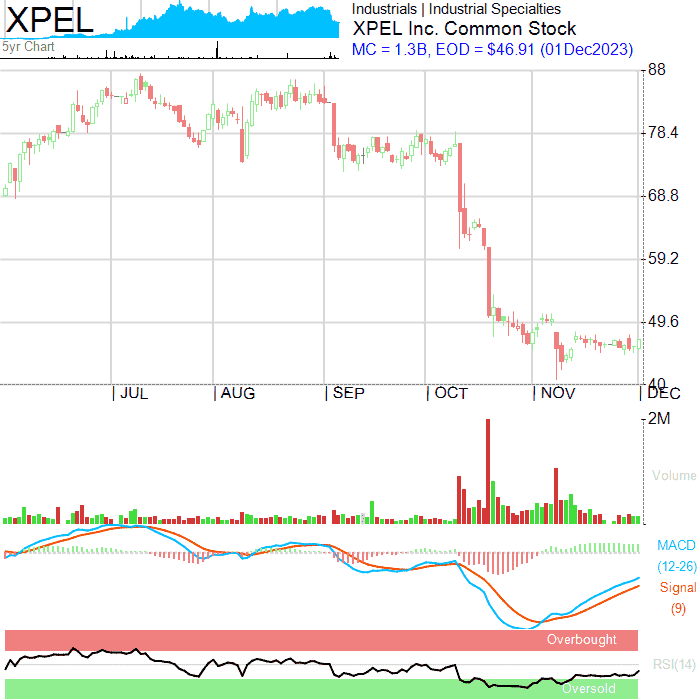 XPEL
5yr Chart
Industrials | Industrial Specialties
XPEL Inc. Common Stock
MC = 1.3B, EOD = $46.91 (01Dec2023)
88
78.4
68.8
59.2
49.6
40
JUL AUG SEP OCT NOV DEC
2M
Volume
MACD
(12-26)
Signal
(9)
Overbought
RSI(14)
Oversold